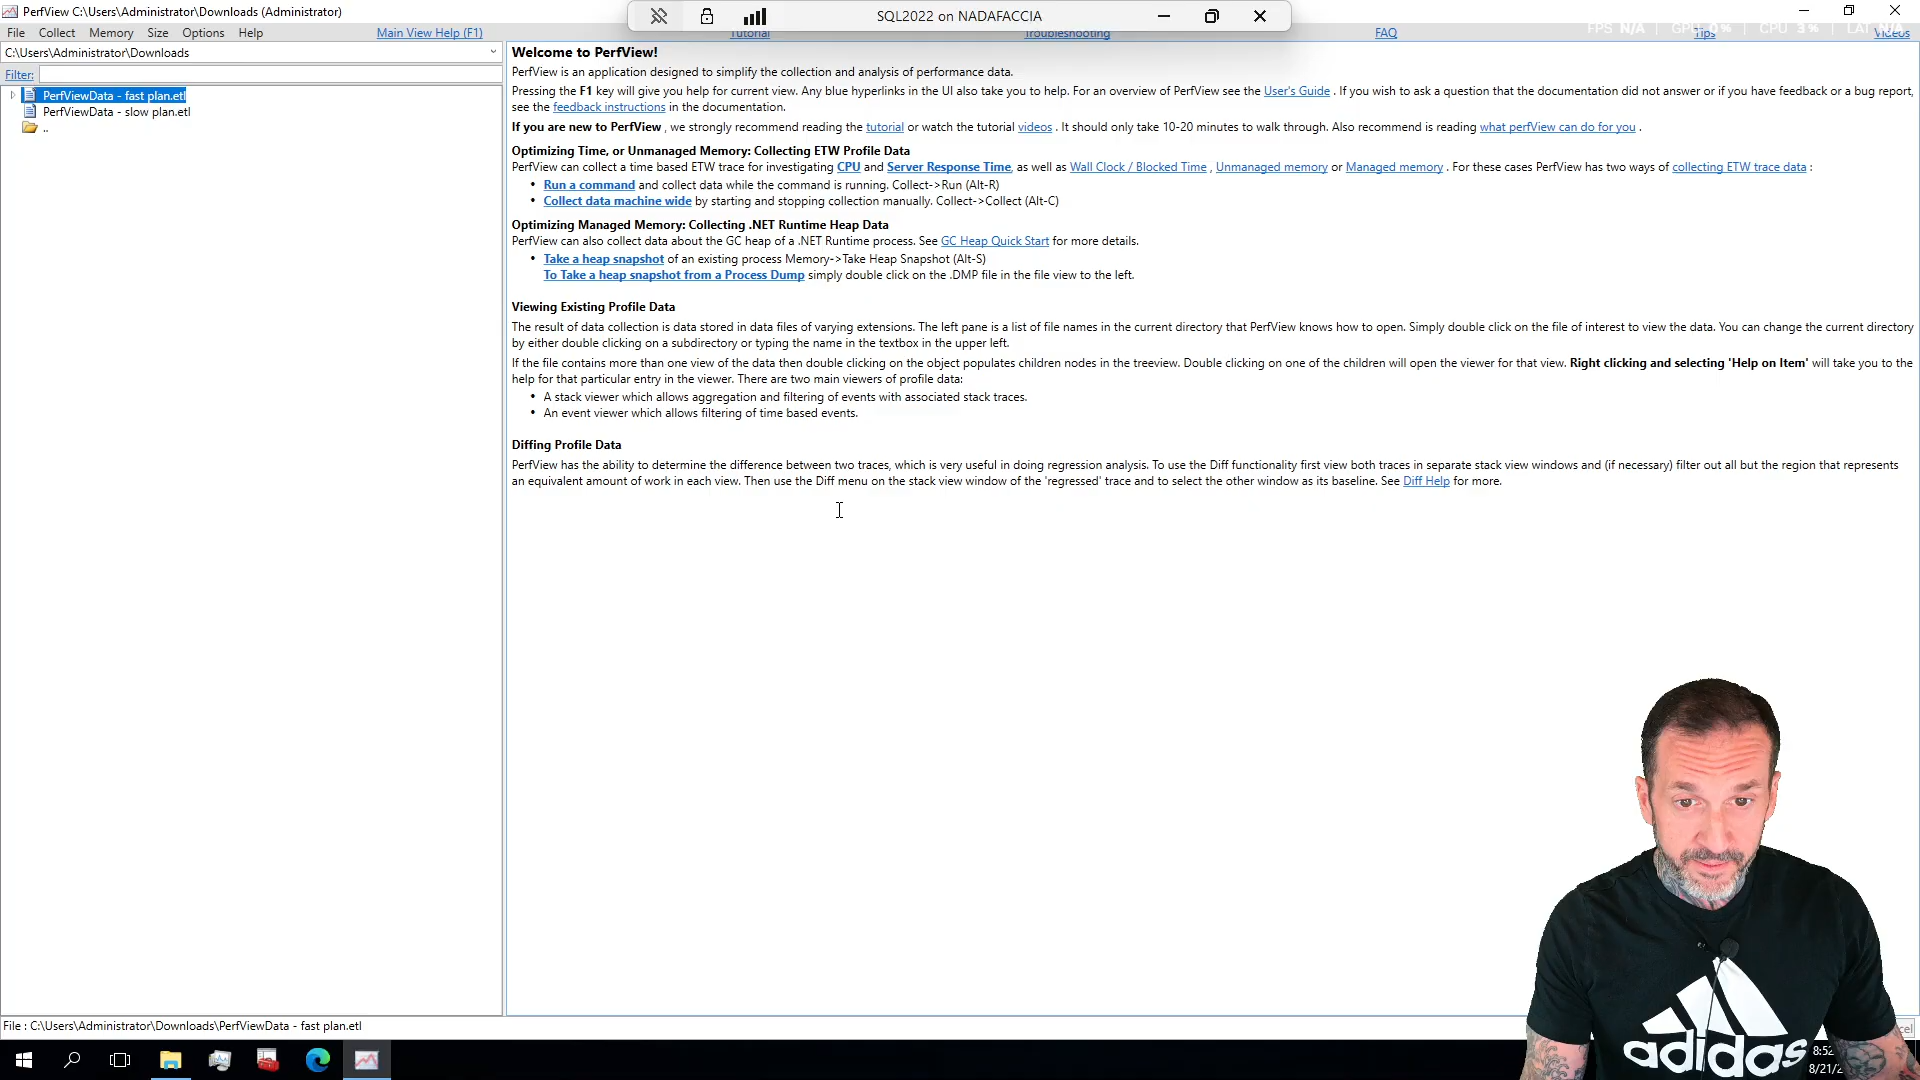 PerfView C:\Users\Administrator\Downloads (Administrator)
SQL2022 on NADAFACCIA
FPS N/A | GPU 0% | CPU 3% | LAT N/A
File Collect Memory Size Options Help Main View Help (F1) Tutorial Troubleshooting FAQ Tips Videos
C:\Users\Administrator\Downloads
Filter:
PerfViewData - fast plan.etl
PerfViewData - slow plan.etl
..
Welcome to PerfView!
PerfView is an application designed to simplify the collection and analysis of performance data.
Pressing the F1 key will give you help for current view. Any blue hyperlinks in the UI also take you to help. For an overview of PerfView see the User's Guide . If you wish to ask a question that the documentation did not answer or if you have feedback or a bug report,
see the feedback instructions in the documentation.
If you are new to PerfView , we strongly recommend reading the tutorial or watch the tutorial videos . It should only take 10-20 minutes to walk through. Also recommend is reading what perfView can do for you .
Optimizing Time, or Unmanaged Memory: Collecting ETW Profile Data
PerfView can collect a time based ETW trace for investigating CPU and Server Response Time, as well as Wall Clock / Blocked Time , Unmanaged memory or Managed memory . For these cases PerfView has two ways of collecting ETW trace data :
• Run a command and collect data while the command is running. Collect->Run (Alt-R)
• Collect data machine wide by starting and stopping collection manually. Collect->Collect (Alt-C)
Optimizing Managed Memory: Collecting .NET Runtime Heap Data
PerfView can also collect data about the GC heap of a .NET Runtime process. See GC Heap Quick Start for more details.
• Take a heap snapshot of an existing process Memory->Take Heap Snapshot (Alt-S)
To Take a heap snapshot from a Process Dump simply double click on the .DMP file in the file view to the left.
Viewing Existing Profile Data
The result of data collection is data stored in data files of varying extensions. The left pane is a list of file names in the current directory that PerfView knows how to open. Simply double click on the file of interest to view the data. You can change the current directory
by either double clicking on a subdirectory or typing the name in the textbox in the upper left.
If the file contains more than one view of the data then double clicking on the object populates children nodes in the treeview. Double clicking on one of the children will open the viewer for that view. Right clicking and selecting 'Help on Item' will take you to the
help for that particular entry in the viewer. There are two main viewers of profile data:
• A stack viewer which allows aggregation and filtering of events with associated stack traces.
• An event viewer which allows filtering of time based events.
Diffing Profile Data
PerfView has the ability to determine the difference between two traces, which is very useful in doing regression analysis. To use the Diff functionality first view both traces in separate stack view windows and (if necessary) filter out all but the region that represents
an equivalent amount of work in each view. Then use the Diff menu on the stack view window of the 'regressed' trace and to select the other window as its baseline. See Diff Help for more.
File : C:\Users\Administrator\Downloads\PerfViewData - fast plan.etl
adidas
8:52
8/21/2